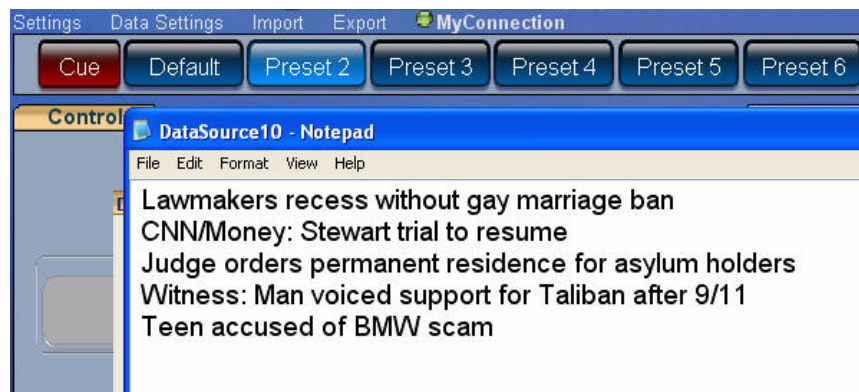 Settings Data Settings Import Export MyConnection
Cue Default Preset 2 Preset 3 Preset 4 Preset 5 Preset 6
Control
DataSource10 - Notepad
File Edit Format View Help
Lawmakers recess without gay marriage ban
CNN/Money: Stewart trial to resume
Judge orders permanent residence for asylum holders
Witness: Man voiced support for Taliban after 9/11
Teen accused of BMW scam